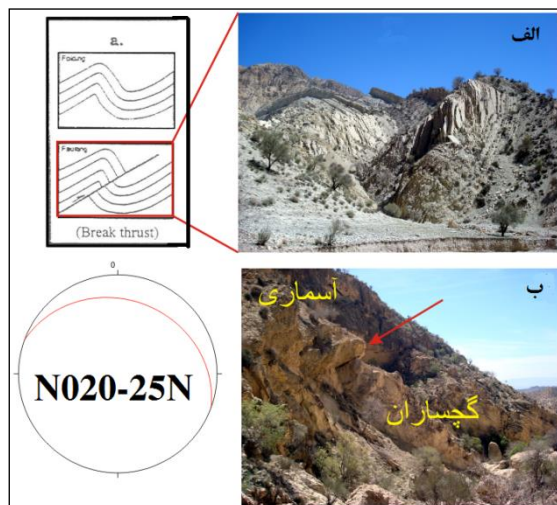 a.
Folding
Faulting
(Break thrust)
الف
0
N020-25N
ب
آسماری
گچساران